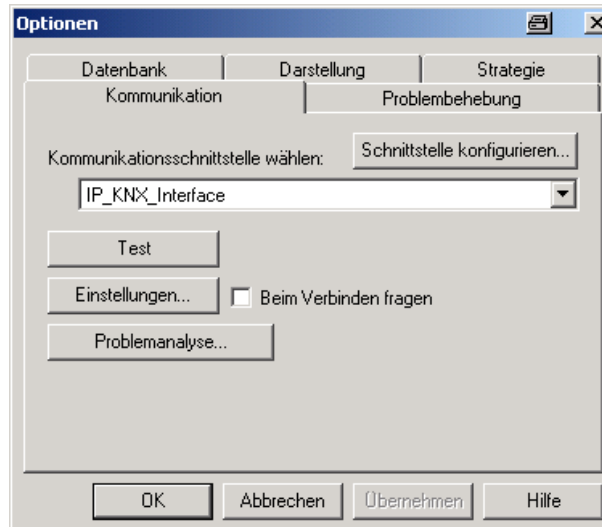 Optionen
Datenbank Darstellung Strategie
Kommunikation Problembehebung
Kommunikationsschnittstelle wählen: Schnittstelle konfigurieren...
IP_KNX_Interface
Test
Einstellungen... Beim Verbinden fragen
Problemanalyse...
OK Abbrechen Übernehmen Hilfe